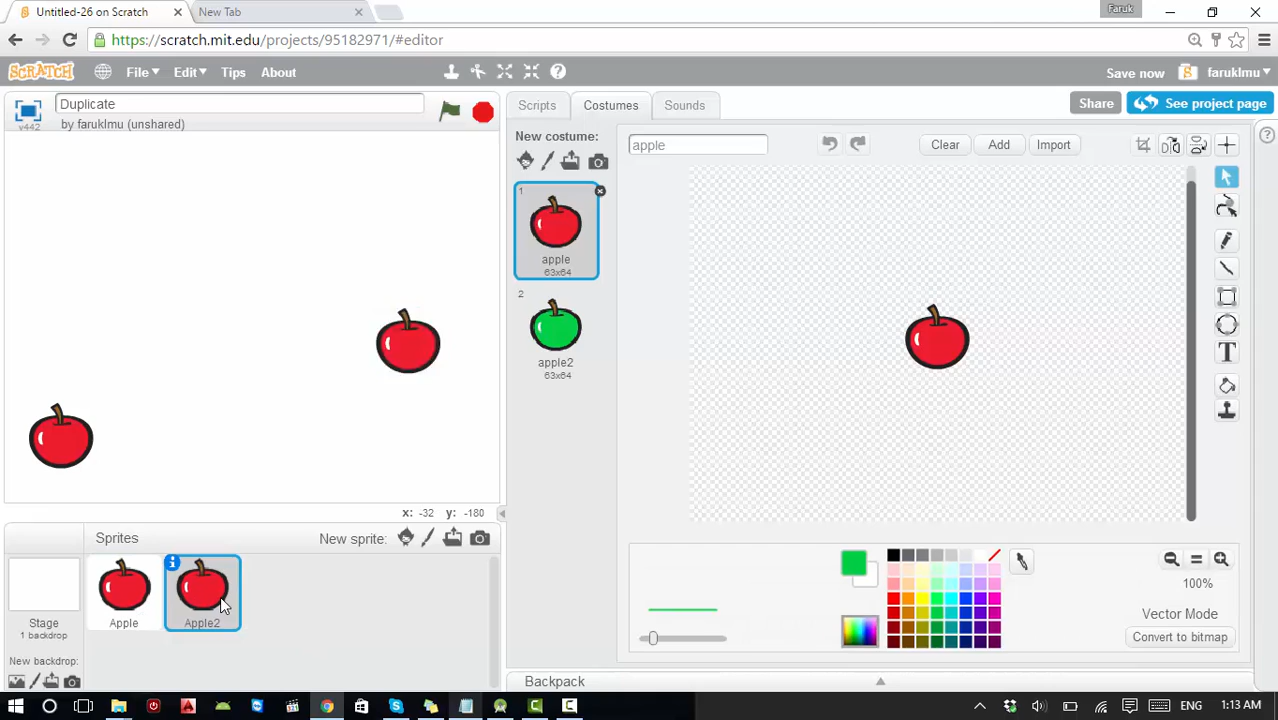 Untitled-26 on Scratch
New Tab
Faruk
https://scratch.mit.edu/projects/95182971/#editor
SCRATCH
File
Edit
Tips
About
Save now
faruklmu
Duplicate
by faruklmu (unshared)
v442
Scripts
Costumes
Sounds
Share
See project page
New costume:
apple
Clear
Add
Import
1
apple
63x64
2
apple2
63x64
T
x: -32 y: -180
Sprites
New sprite:
Stage
1 backdrop
New backdrop:
Apple
Apple2
100%
Vector Mode
Convert to bitmap
Backpack
ENG
1:13 AM